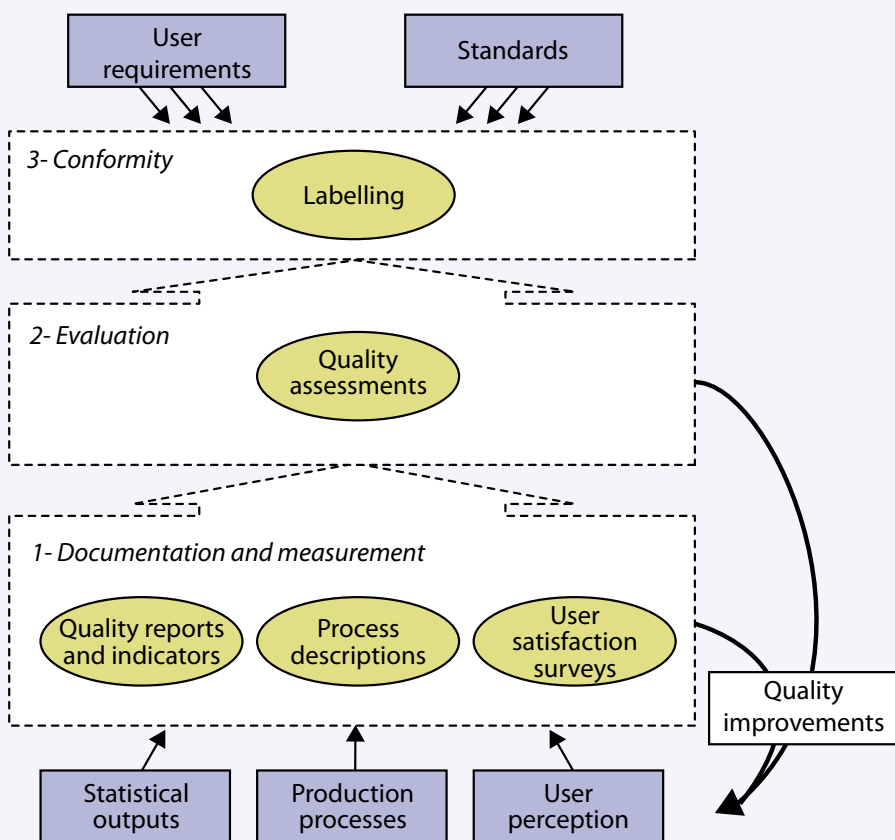 User
requirements
Standards
3- Conformity
Labelling
2- Evaluation
Quality
assessments
1- Documentation and measurement
Quality reports
and indicators
Process
descriptions
User
satisfaction
surveys
Quality
improvements
Statistical
outputs
Production
processes
User
perception